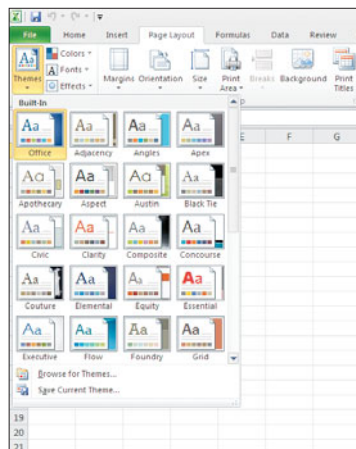 File Home Insert Page Layout Formulas Data Review
Themes Colors Fonts Effects Margins Orientation Size Print Area Breaks Background Print Titles
Built-In
Office Adjacency Angles Apex
Apothecary Aspect Austin Black Tie
Civic Clarity Composite Concourse
Couture Elemental Equity Essential
Executive Flow Foundry Grid
Browse for Themes...
Save Current Theme...
E F G
19
20
21